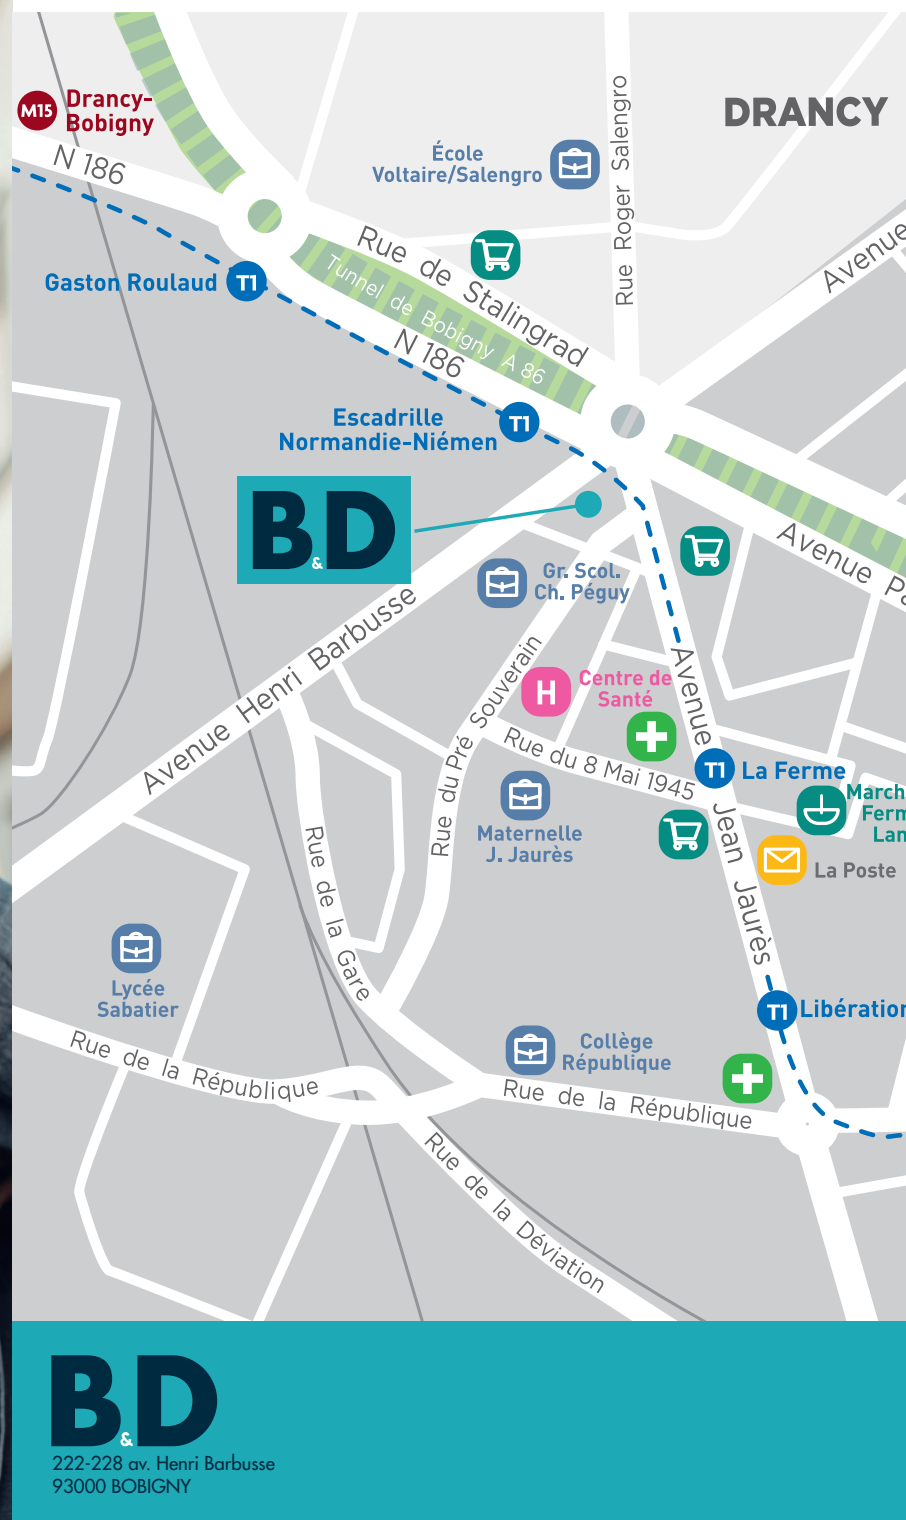 M15
Drancy-
Bobigny
N 186
DRANCY
École
Voltaire/Salengro
Rue Roger Salengro
Avenue
Rue de Stalingrad
Tunnel de Bobigny A 86
N 186
Gaston Roulaud
T1
Escadrille
Normandie-Niémen
T1
B&D
Gr. Scol.
Ch. Péguy
Avenue Pa
Avenue Henri Barbusse
Rue du Pré Souverain
H
Centre de
Santé
Avenue Jean Jaurès
Rue du 8 Mai 1945
T1
La Ferme
March
Ferm
Lan
Maternelle
J. Jaurès
La Poste
Rue de la Gare
Lycée
Sabatier
T1
Libération
Collège
République
Rue de la République
Rue de la République
Rue de la Déviation
B&D
222-228 av. Henri Barbusse
93000 BOBIGNY